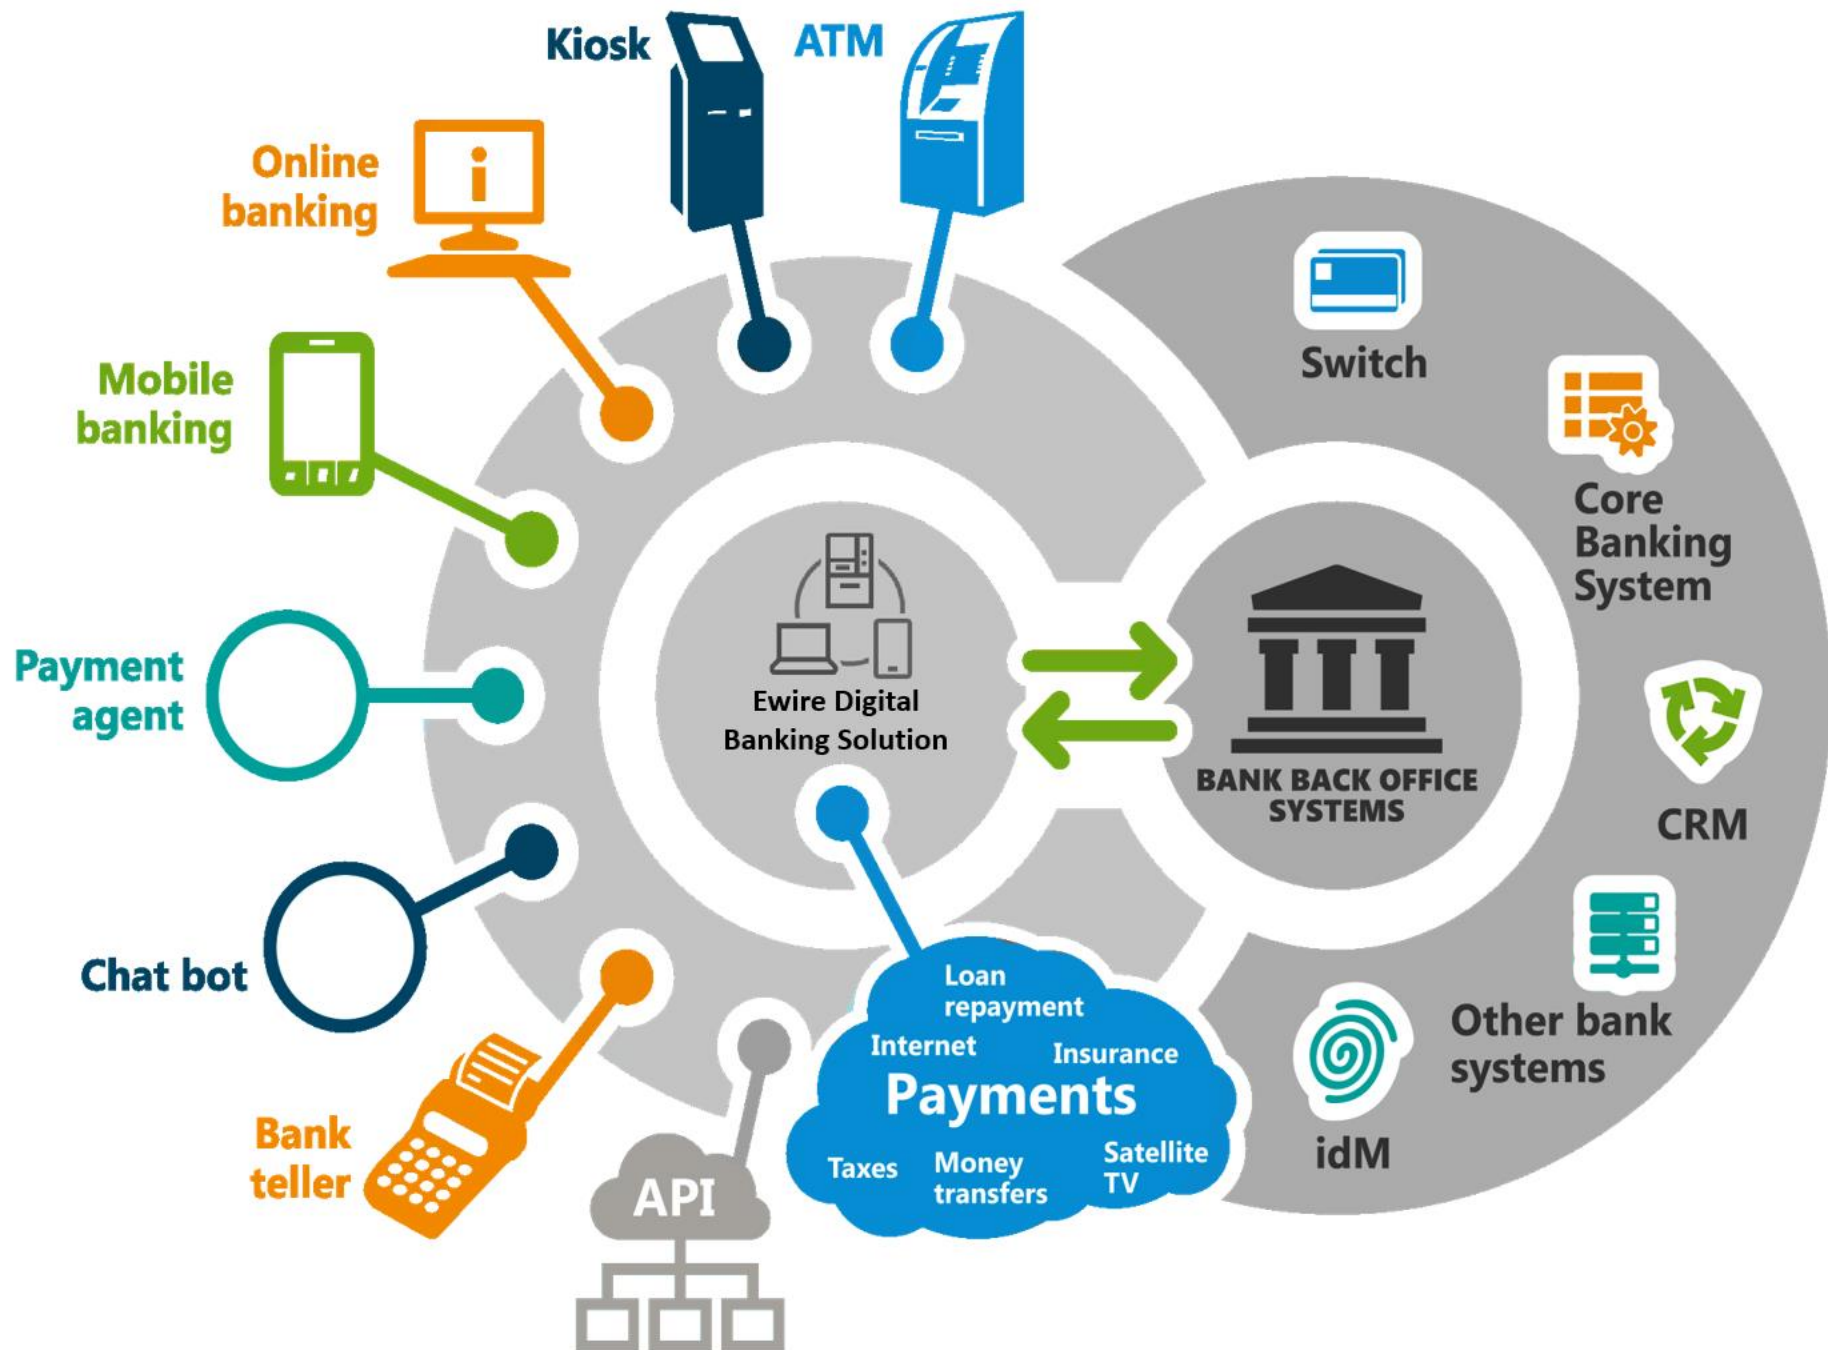 Kiosk
ATM
Online
banking
Mobile
banking
Payment
agent
Chat bot
Bank
teller
API
Ewire Digital
Banking Solution
Loan
repayment
Internet
Insurance
Payments
Taxes
Money
transfers
Satellite
TV
BANK BACK OFFICE
SYSTEMS
Switch
Core
Banking
System
CRM
Other bank
systems
idM